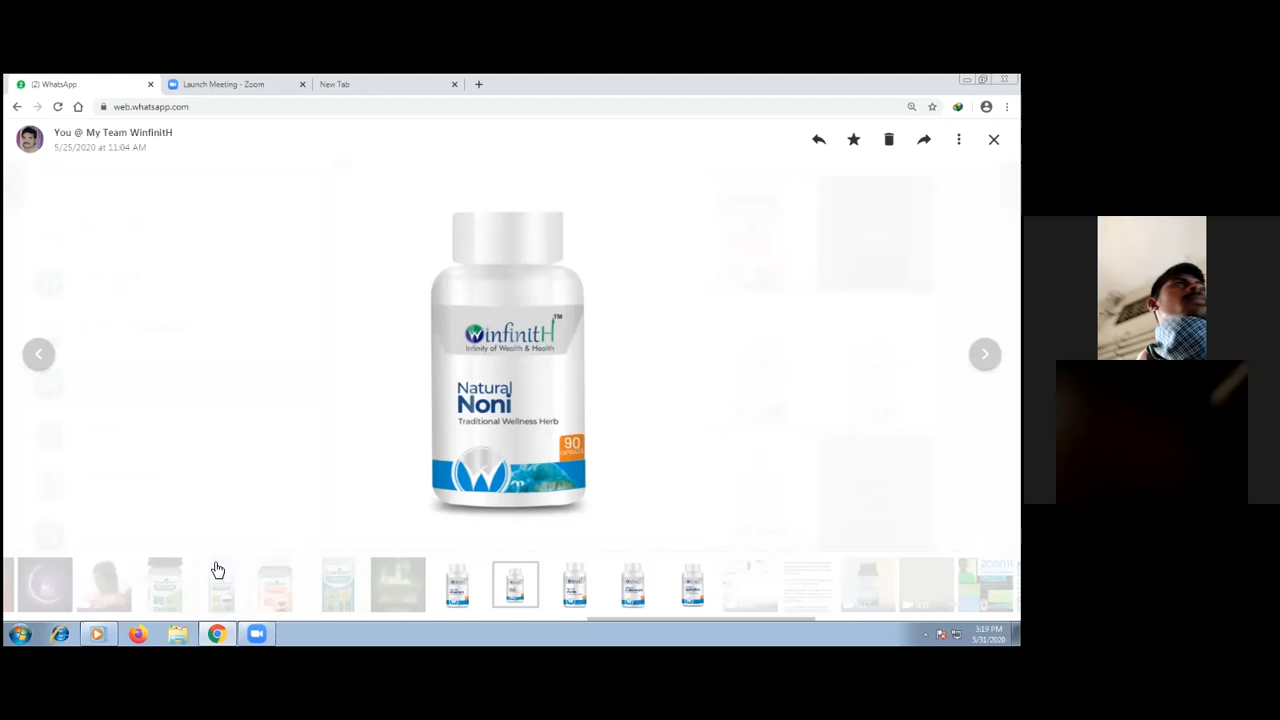 (2) WhatsApp
Launch Meeting - Zoom
New Tab
web.whatsapp.com
You @ My Team WinfinitH
5/25/2020 at 11:04 AM
WinfinitH TM
Infinity of Wealth & Health
Natural
Noni
Traditional Wellness Herb
90
CAPSULES
W
3:19 PM
5/31/2020